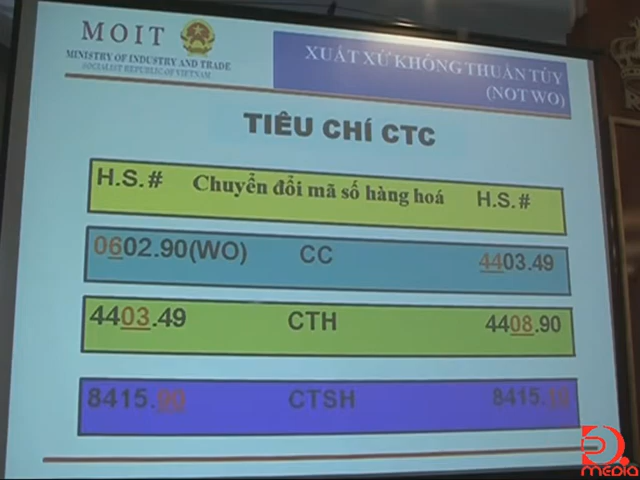 MOIT
MINISTRY OF INDUSTRY AND TRADE
SOCIALIST REPUBLIC OF VIETNAM
XUẤT XỨ KHÔNG THUẦN TÚY
(NOT WO)
TIÊU CHÍ CTC
H.S.# Chuyển đổi mã số hàng hoá H.S.#
0602.90(WO) CC 4403.49
4403.49 CTH 4408.90
8415.90 CTSH 8415.10
media